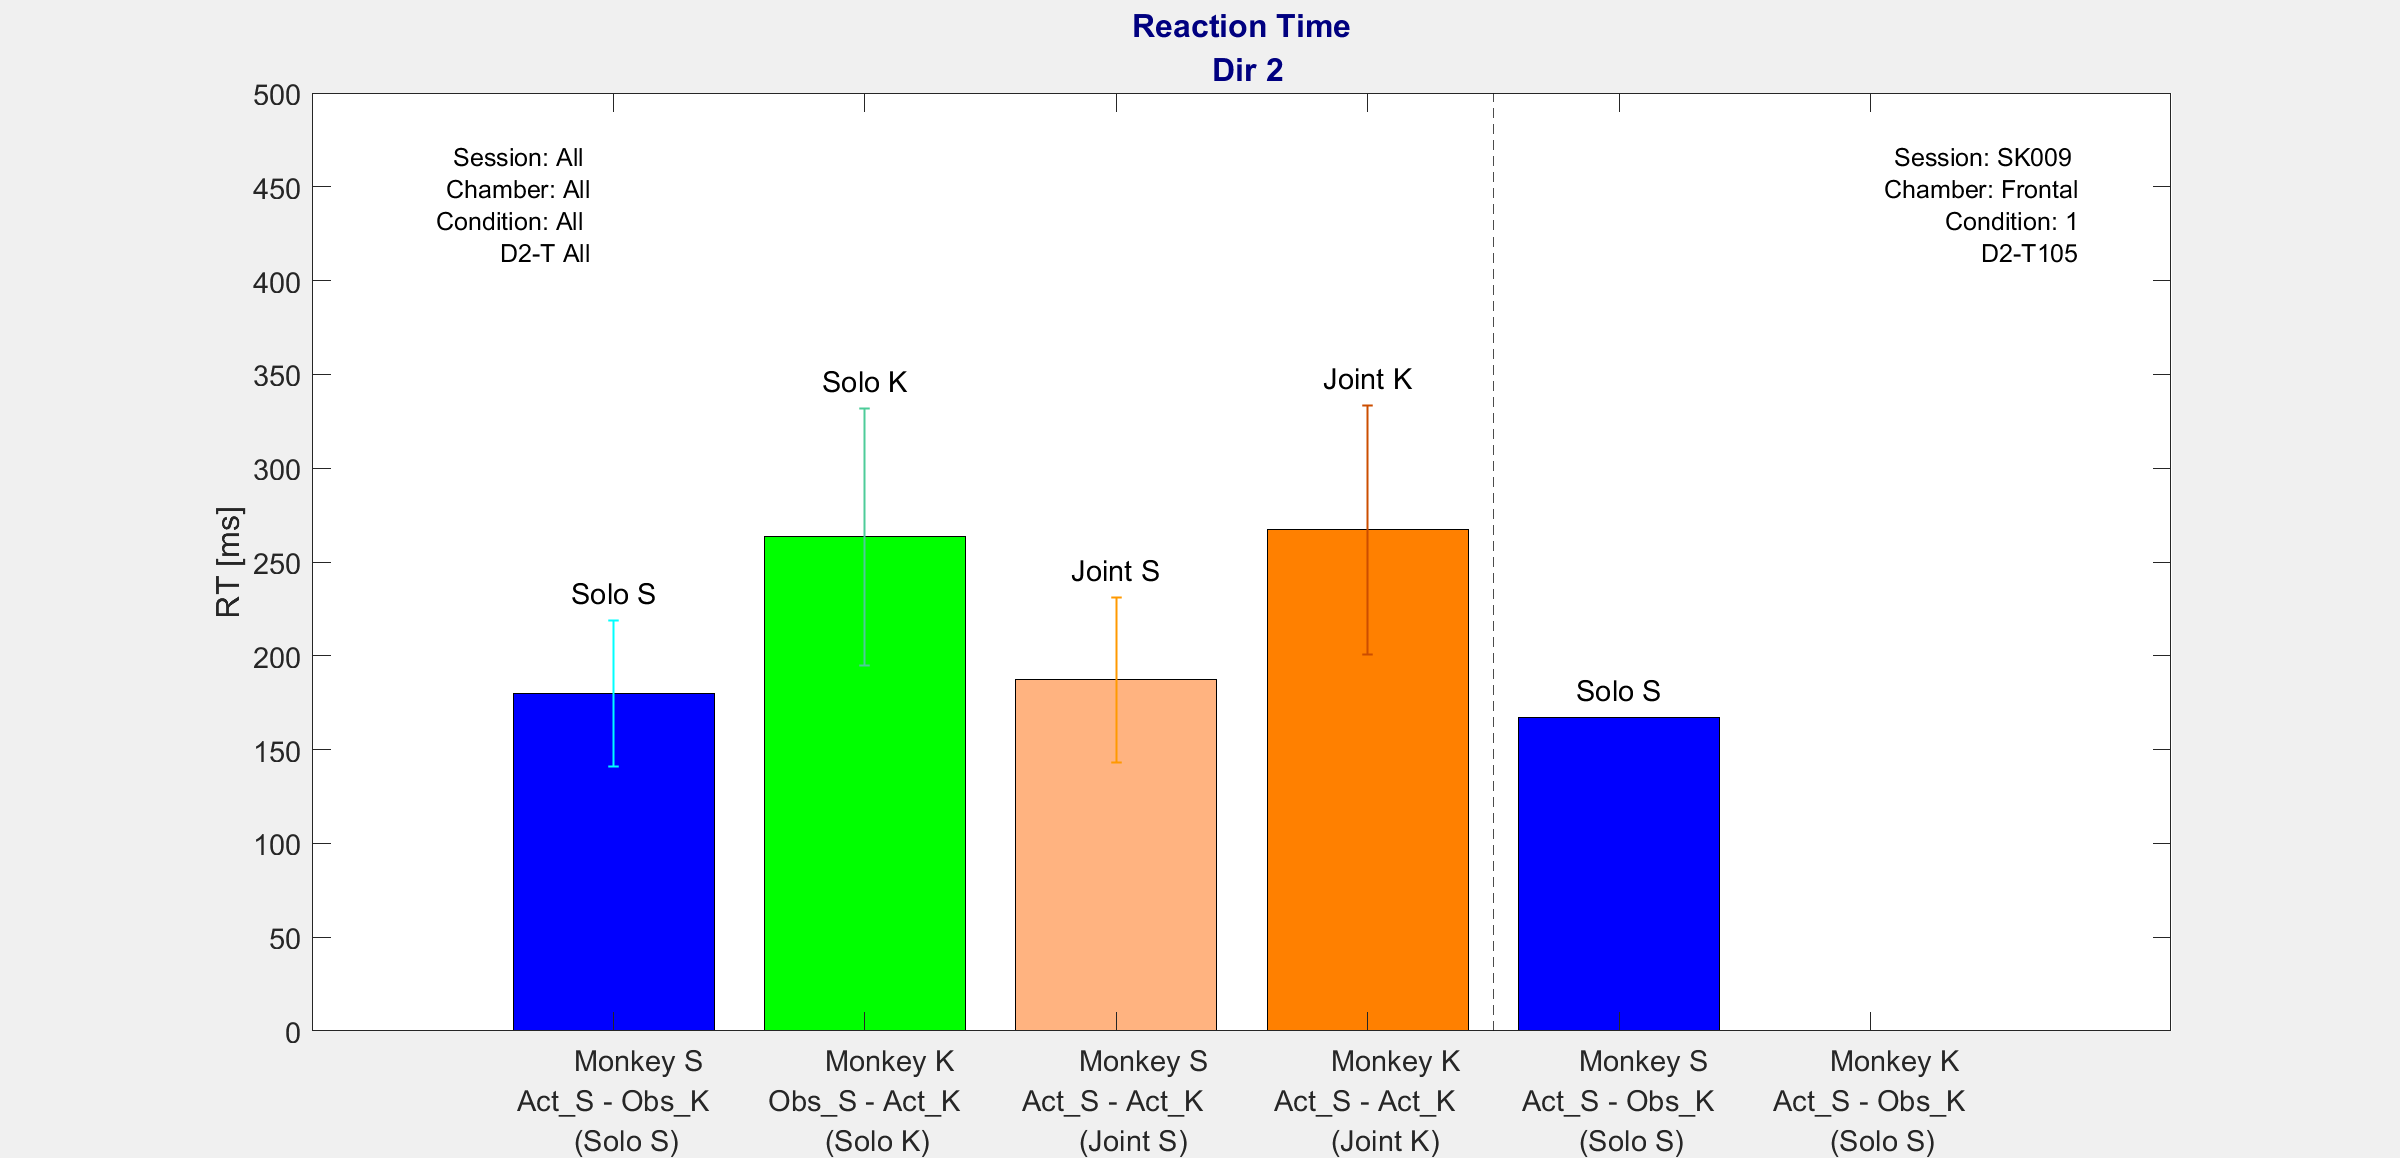 Reaction Time
Dir 2
500
450
400
350
300
250
200
150
100
50
0
RT [ms]
Session: All
Chamber: All
Condition: All
D2-T All
Session: SK009
Chamber: Frontal
Condition: 1
D2-T105
Solo S
Solo K
Joint S
Joint K
Solo S
Monkey S
Act_S - Obs_K
(Solo S)
Monkey K
Obs_S - Act_K
(Solo K)
Monkey S
Act_S - Act_K
(Joint S)
Monkey K
Act_S - Act_K
(Joint K)
Monkey S
Act_S - Obs_K
(Solo S)
Monkey K
Act_S - Obs_K
(Solo S)